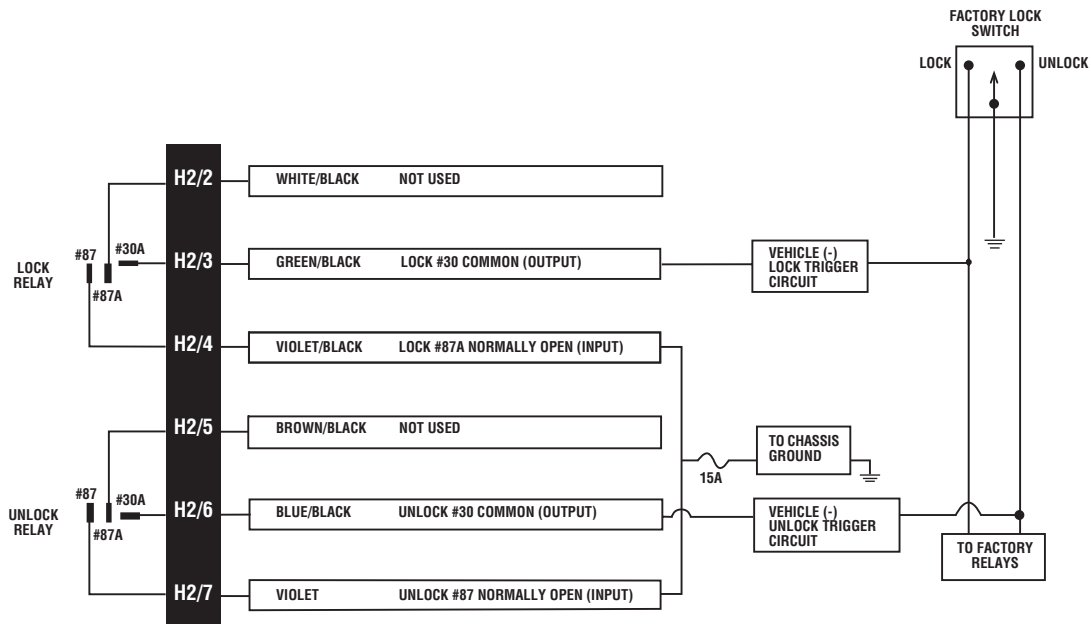 FACTORY LOCK
SWITCH
LOCK
UNLOCK
H2/2
WHITE/BLACK NOT USED
#87
#30A
#87A
LOCK
RELAY
H2/3
GREEN/BLACK LOCK #30 COMMON (OUTPUT)
VEHICLE (-)
LOCK TRIGGER
CIRCUIT
H2/4
VIOLET/BLACK LOCK #87A NORMALLY OPEN (INPUT)
H2/5
BROWN/BLACK NOT USED
15A
TO CHASSIS
GROUND
#87
#30A
#87A
UNLOCK
RELAY
H2/6
BLUE/BLACK UNLOCK #30 COMMON (OUTPUT)
VEHICLE (-)
UNLOCK TRIGGER
CIRCUIT
TO FACTORY
RELAYS
H2/7
VIOLET UNLOCK #87 NORMALLY OPEN (INPUT)